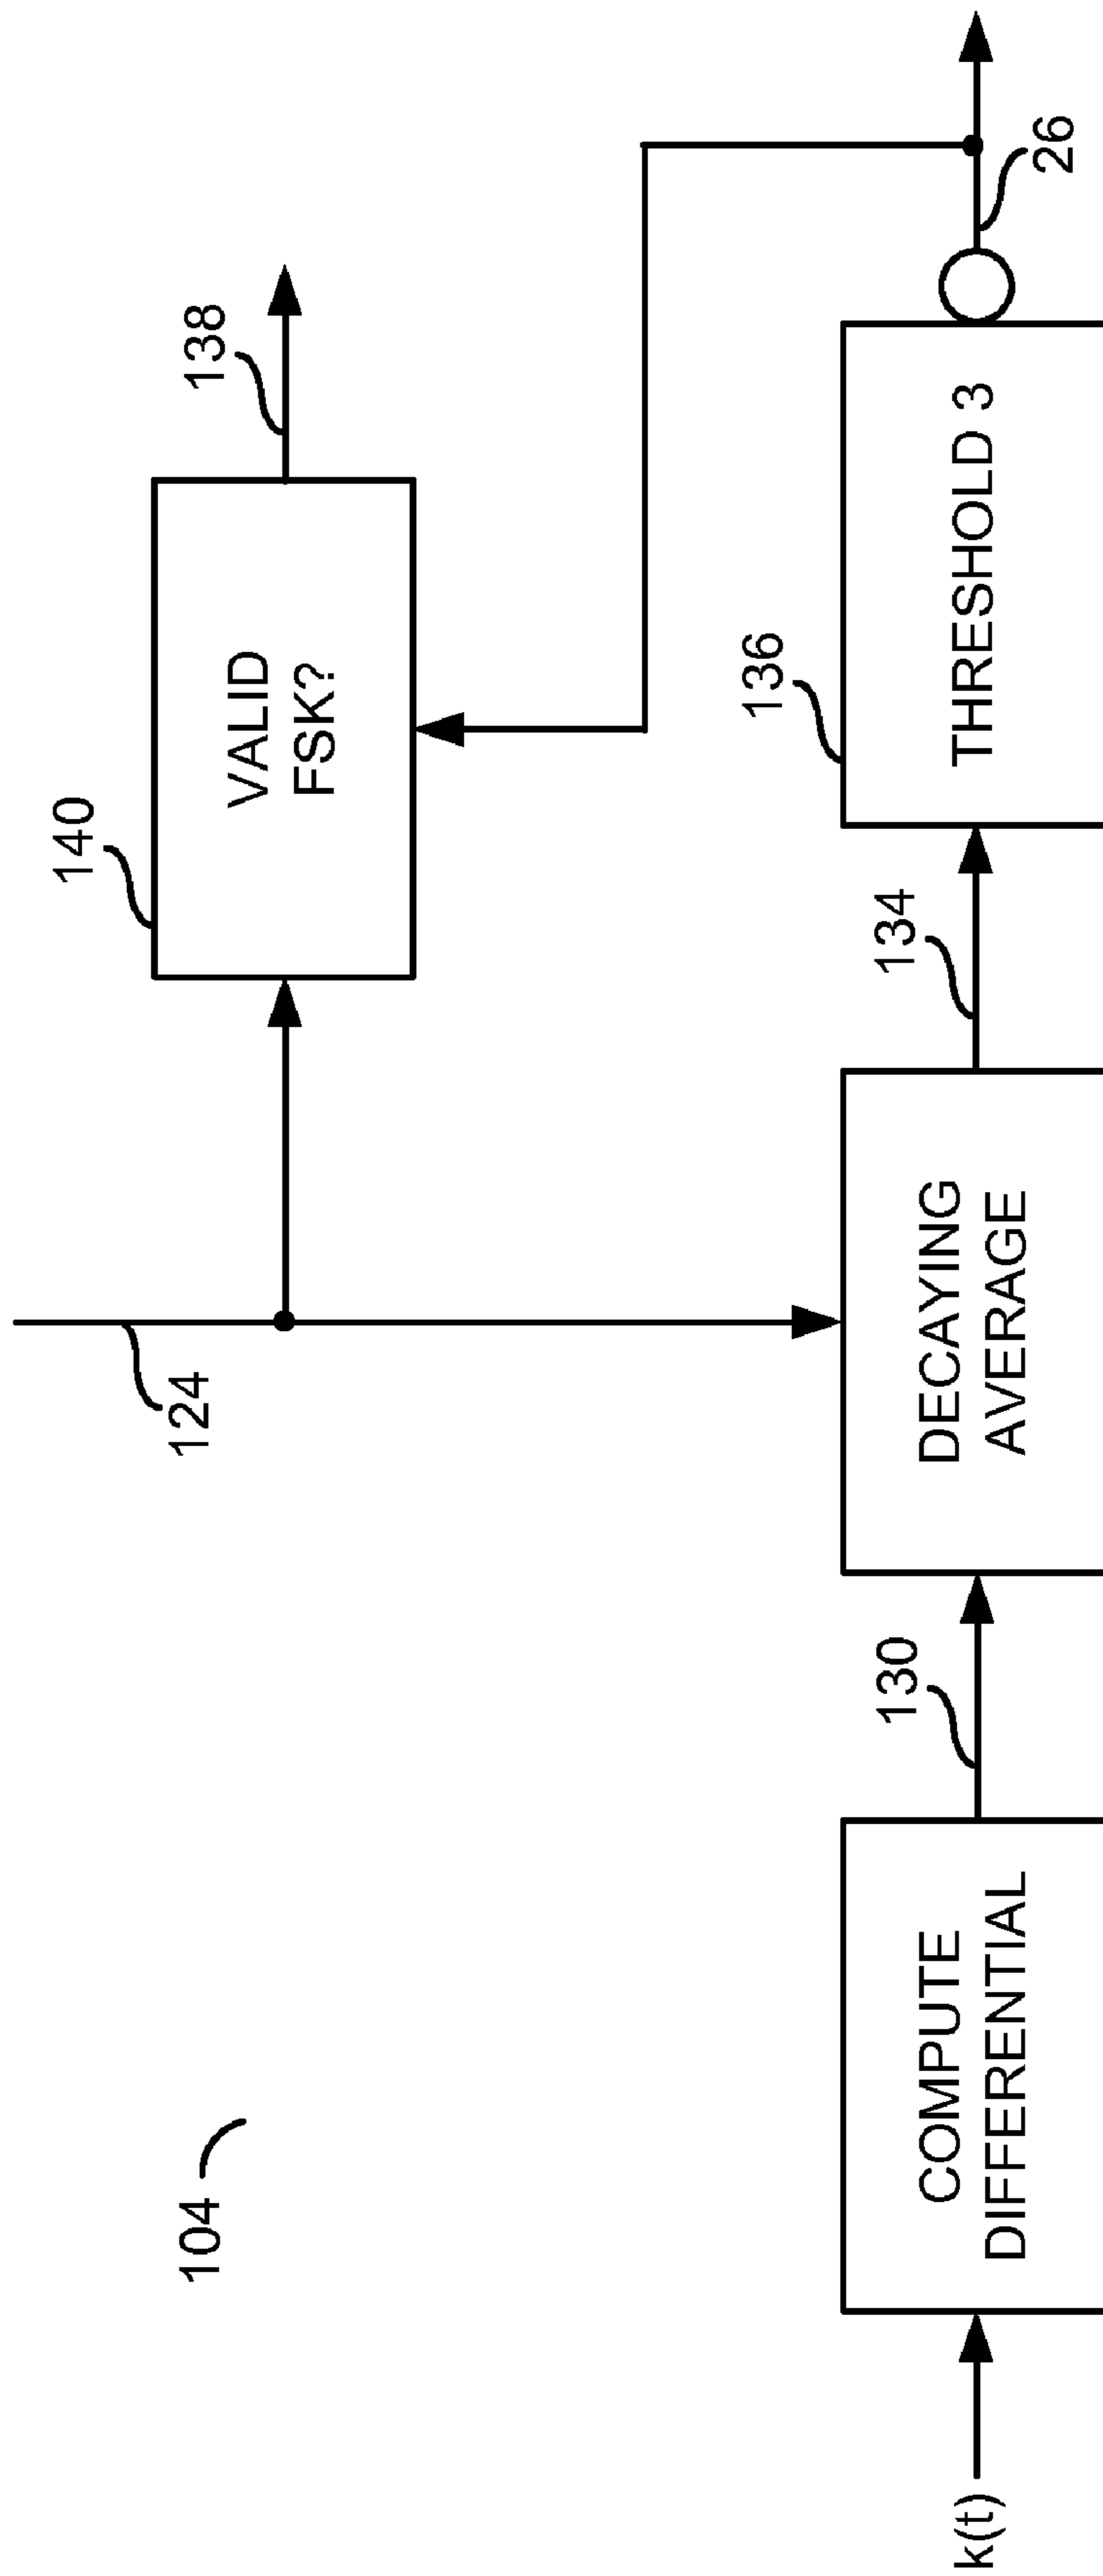 104
124
140
VALID
FSK?
138
k(t)
COMPUTE
DIFFERENTIAL
130
DECAYING
AVERAGE
134
136
THRESHOLD 3
26